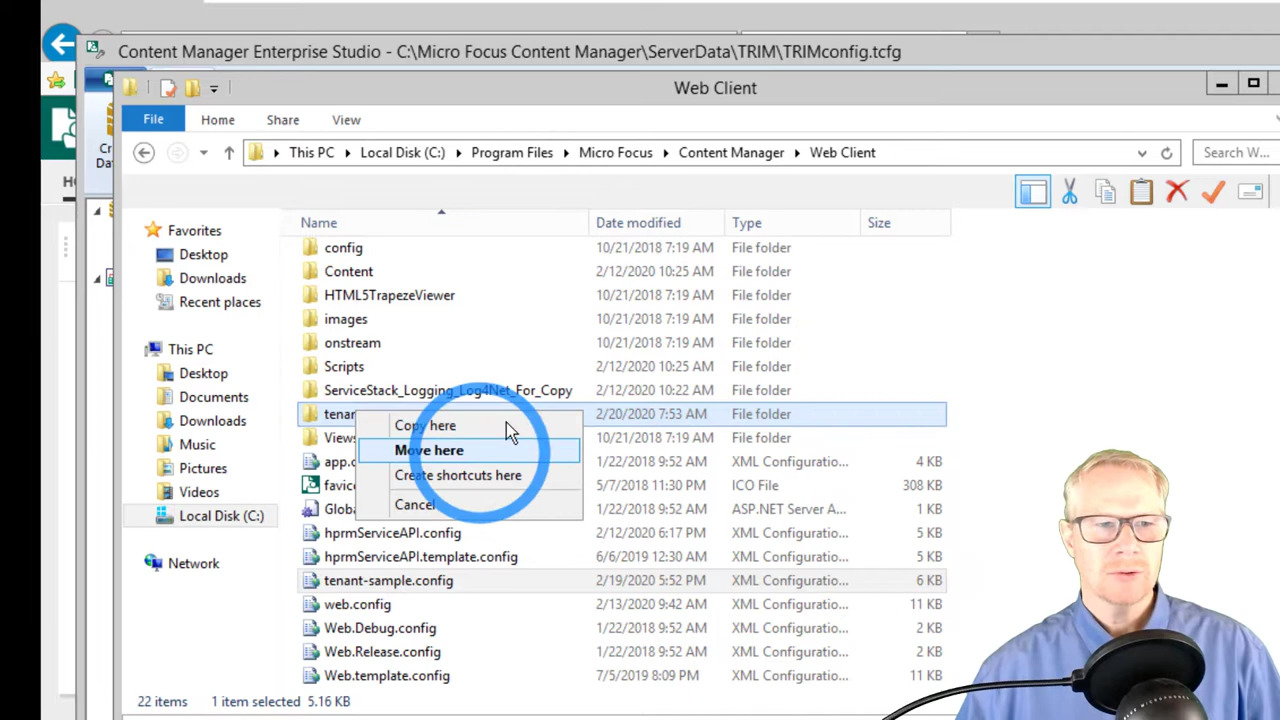 Content Manager Enterprise Studio - C:\Micro Focus Content Manager\ServerData\TRIM\TRIMconfig.tcfg
Web Client
File Home Share View
This PC Local Disk (C:) Program Files Micro Focus Content Manager Web Client Search W...
Name Date modified Type Size
Favorites
Desktop
Downloads
Recent places
This PC
Desktop
Documents
Downloads
Music
Pictures
Videos
Local Disk (C:)
Network
config 10/21/2018 7:19 AM File folder
Content 2/12/2020 10:25 AM File folder
HTML5TrapezeViewer 10/21/2018 7:19 AM File folder
images 10/21/2018 7:19 AM File folder
onstream 10/21/2018 7:19 AM File folder
Scripts 2/12/2020 10:25 AM File folder
ServiceStack_Logging_Log4Net_For_Copy 2/12/2020 10:22 AM File folder
2/20/2020 7:53 AM File folder
Views 10/21/2018 7:19 AM File folder
1/22/2018 9:52 AM XML Configuratio... 4 KB
5/7/2018 11:30 PM ICO File 308 KB
1/22/2018 9:52 AM ASP.NET Server A... 1 KB
hprmServiceAPI.config 2/12/2020 6:17 PM XML Configuratio... 5 KB
hprmServiceAPI.template.config 6/6/2019 12:30 AM XML Configuratio... 5 KB
tenant-sample.config 2/19/2020 5:52 PM XML Configuratio... 6 KB
web.config 2/13/2020 9:42 AM XML Configuratio... 11 KB
Web.Debug.config 1/22/2018 9:52 AM XML Configuratio... 2 KB
Web.Release.config 1/22/2018 9:52 AM XML Configuratio... 2 KB
Web.template.config 7/5/2019 8:09 PM XML Configuratio... 11 KB
Copy here
Move here
Create shortcuts here
Cancel
22 items 1 item selected 5.16 KB